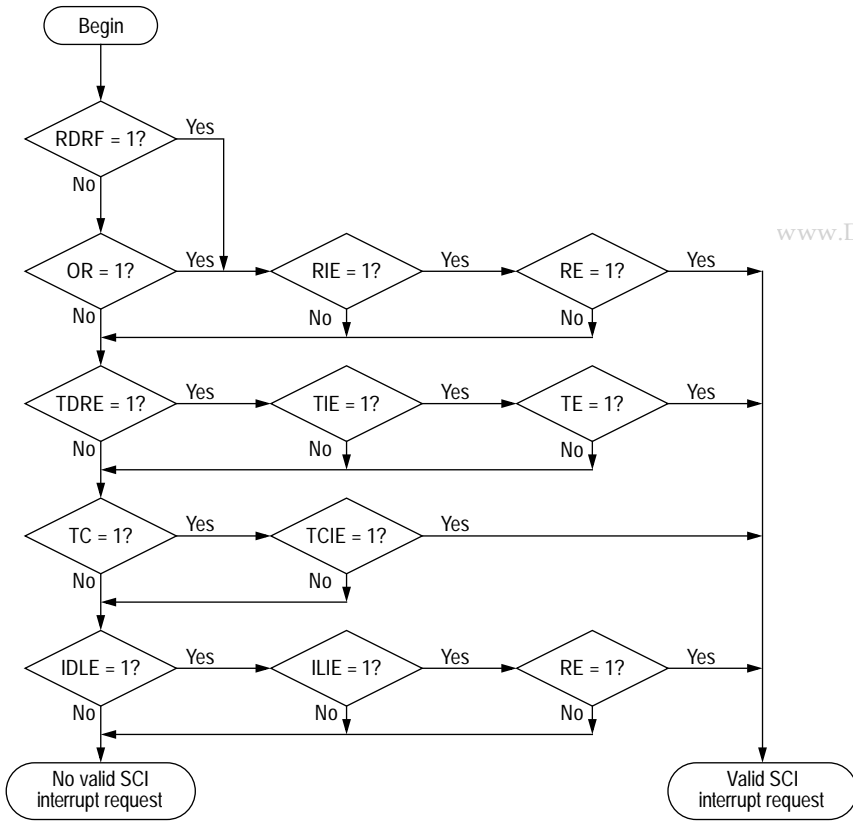 Begin
RDRF = 1?
Yes
No
www.D
OR = 1?
Yes
RIE = 1?
Yes
RE = 1?
Yes
No
No
No
TDRE = 1?
Yes
TIE = 1?
Yes
TE = 1?
Yes
No
No
No
TC = 1?
Yes
TCIE = 1?
Yes
No
No
IDLE = 1?
Yes
ILIE = 1?
Yes
RE = 1?
Yes
No
No
No
No valid SCI
interrupt request
Valid SCI
interrupt request